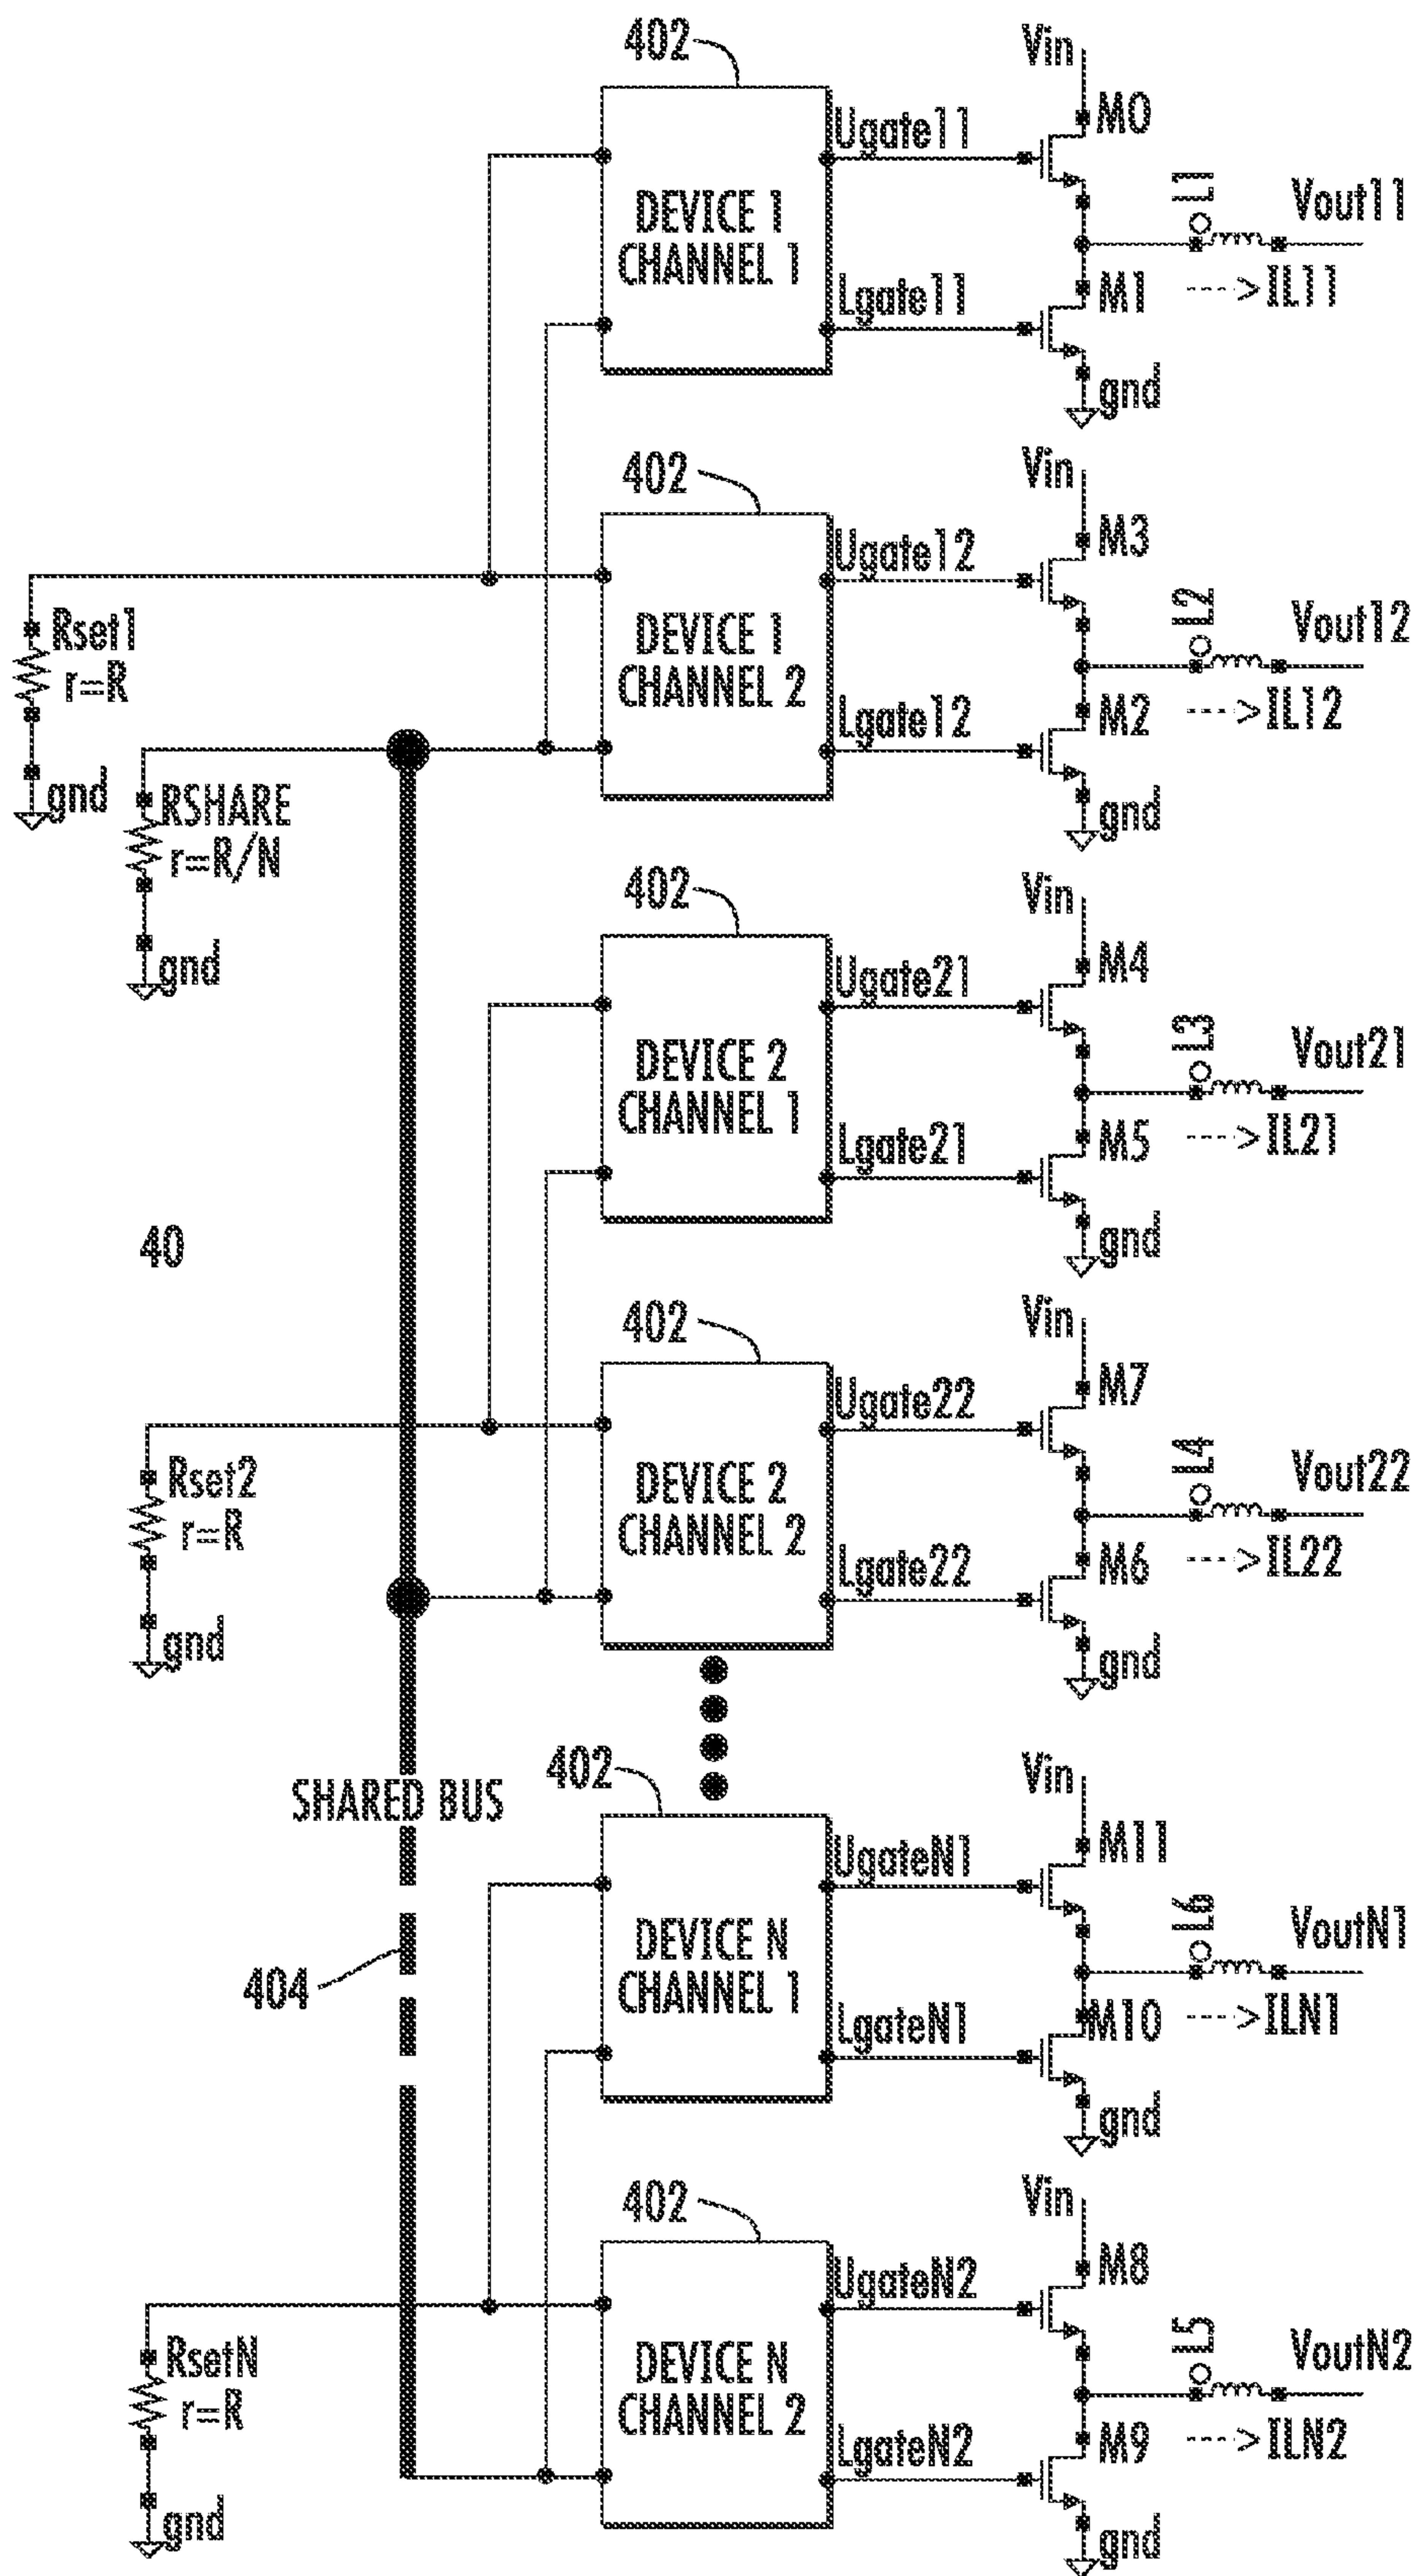 402
Vin
M0
Ugate11
DEVICE 1
CHANNEL 1
L1
Vout11
Lgate11
M1
IL11
gnd
402
Vin
M3
Ugate12
Rset1
r=R
DEVICE 1
CHANNEL 2
L2
Vout12
Lgate12
M2
IL12
gnd
RSHARE
r=R/N
gnd
gnd
402
Vin
M4
Ugate21
DEVICE 2
CHANNEL 1
L3
Vout21
Lgate21
M5
IL21
gnd
40
402
Vin
M7
Ugate22
Rset2
r=R
DEVICE 2
CHANNEL 2
L4
Vout22
Lgate22
M6
IL22
gnd
gnd
SHARED BUS
402
Vin
M11
UgateN1
404
DEVICE N
CHANNEL 1
L6
VoutN1
LgateN1
M10
ILN1
gnd
402
Vin
M8
UgateN2
RsetN
r=R
DEVICE N
CHANNEL 2
L5
VoutN2
LgateN2
M9
ILN2
gnd
gnd